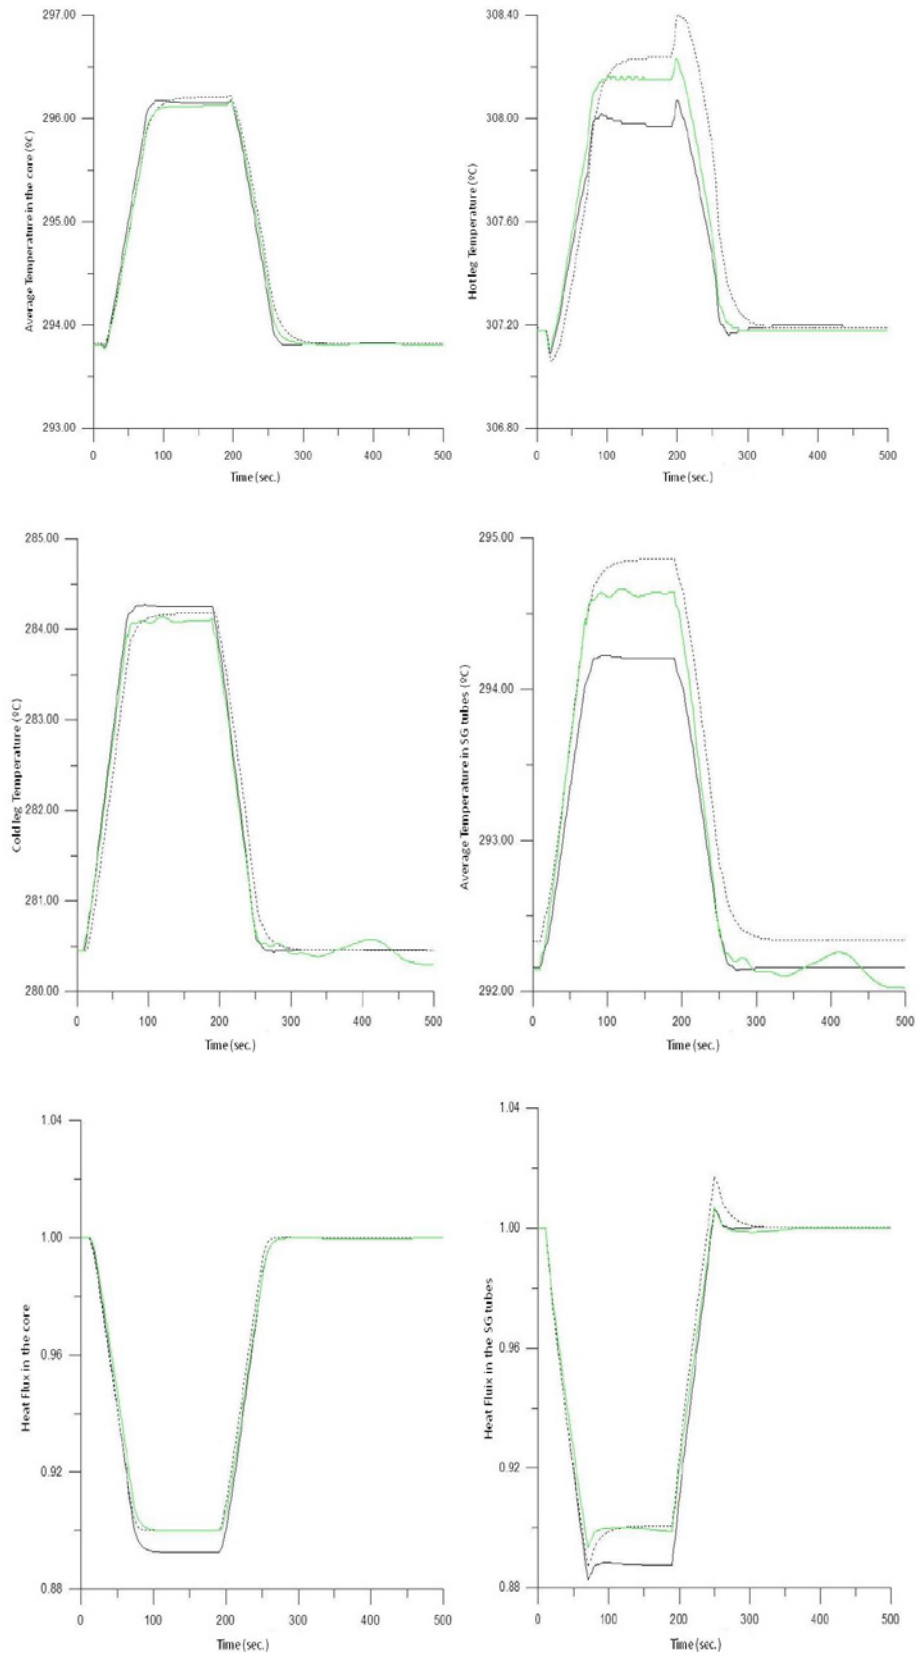 297.00
296.00
295.00
294.00
293.00
Average Temperature in the core (ºC)
0 100 200 300 400 500
Time (sec.)
308.40
308.00
307.60
307.20
306.80
Hot leg Temperature (ºC)
0 100 200 300 400 500
Time (sec.)
285.00
284.00
283.00
282.00
281.00
280.00
Cold leg Temperature (ºC)
0 100 200 300 400 500
Time (sec.)
295.00
294.00
293.00
292.00
Average Temperature in SG tubes (ºC)
0 100 200 300 400 500
Time (sec.)
1.04
1.00
0.96
0.92
0.88
Heat Flux in the core
0 100 200 300 400 500
Time (sec.)
1.04
1.00
0.96
0.92
0.88
Heat Fluix in the SG tubes
0 100 200 300 400 500
Time (sec.)